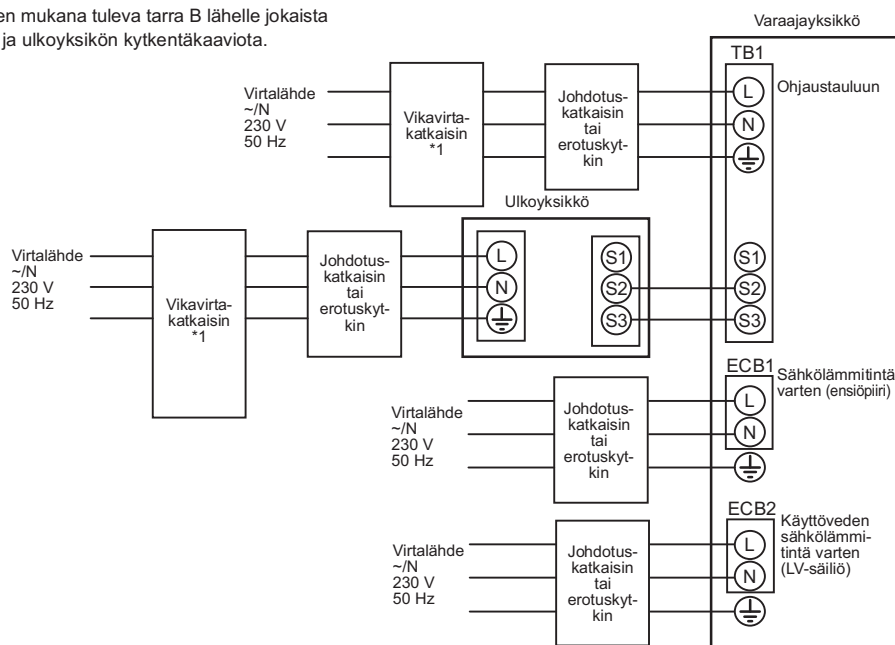 en mukana tuleva tarra B lähelle jokaista
ja ulkoyksikön kytkentäkaaviota.
Varaajayksikkö
TB1
Virtalähde
~/N
230 V
50 Hz
Vikavirta-
katkaisin
*1
Johdotus-
katkaisin
tai
erotuskyt-
kin
L
N
Ohjaustauluun
Ulkoyksikkö
Virtalähde
~/N
230 V
50 Hz
Vikavirta-
katkaisin
*1
Johdotus-
katkaisin
tai
erotuskyt-
kin
L
N
S1
S2
S3
S1
S2
S3
ECB1
Virtalähde
~/N
230 V
50 Hz
Johdotus-
katkaisin
tai
erotuskyt-
kin
L
N
Sähkölämmitintä
varten (ensiöpiiri)
ECB2
Virtalähde
~/N
230 V
50 Hz
Johdotus-
katkaisin
tai
erotuskyt-
kin
L
N
Käyttöveden
sähkölämmi-
tintä varten
(LV-säiliö)